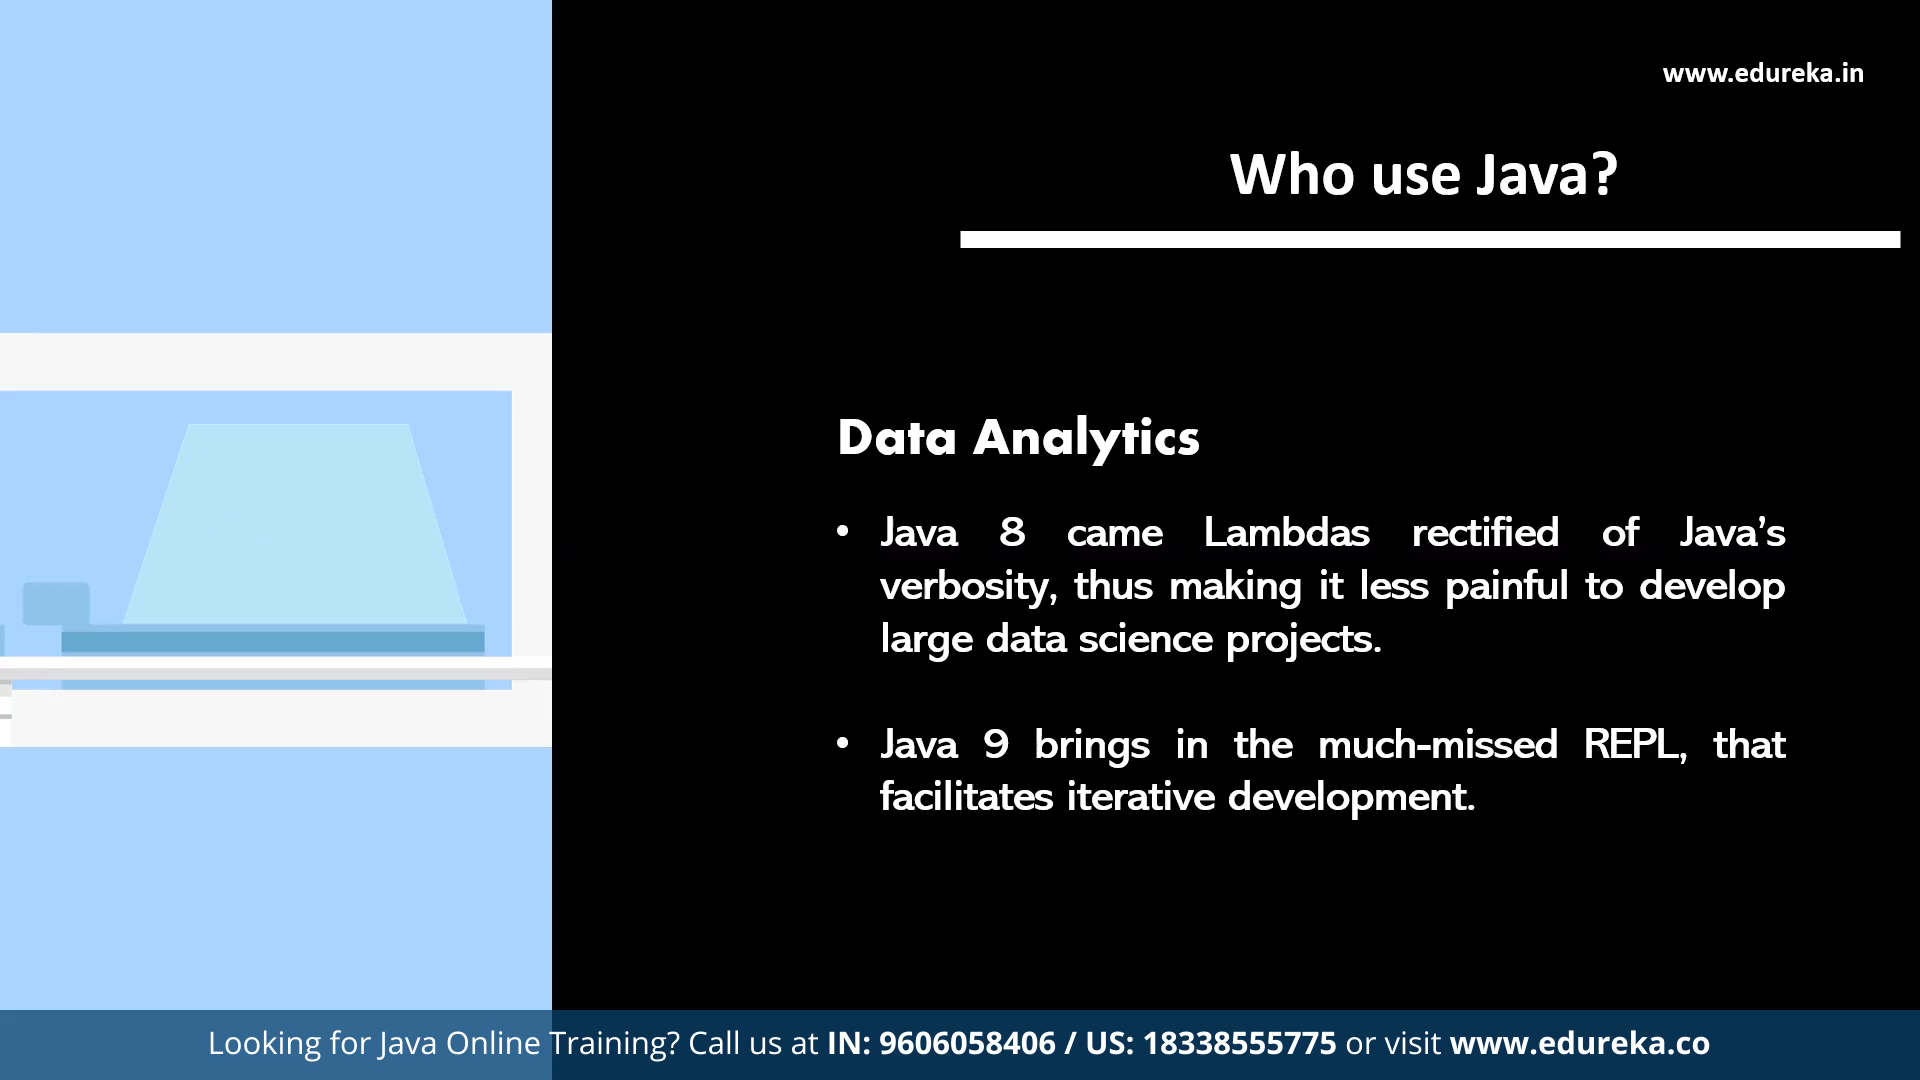 www.edureka.in
Who use Java?
Data Analytics
• Java 8 came Lambdas rectified of Java’s
verbosity, thus making it less painful to develop
large data science projects.
• Java 9 brings in the much-missed REPL, that
facilitates iterative development.
Looking for Java Online Training? Call us at IN: 9606058406 / US: 18338555775 or visit www.edureka.co